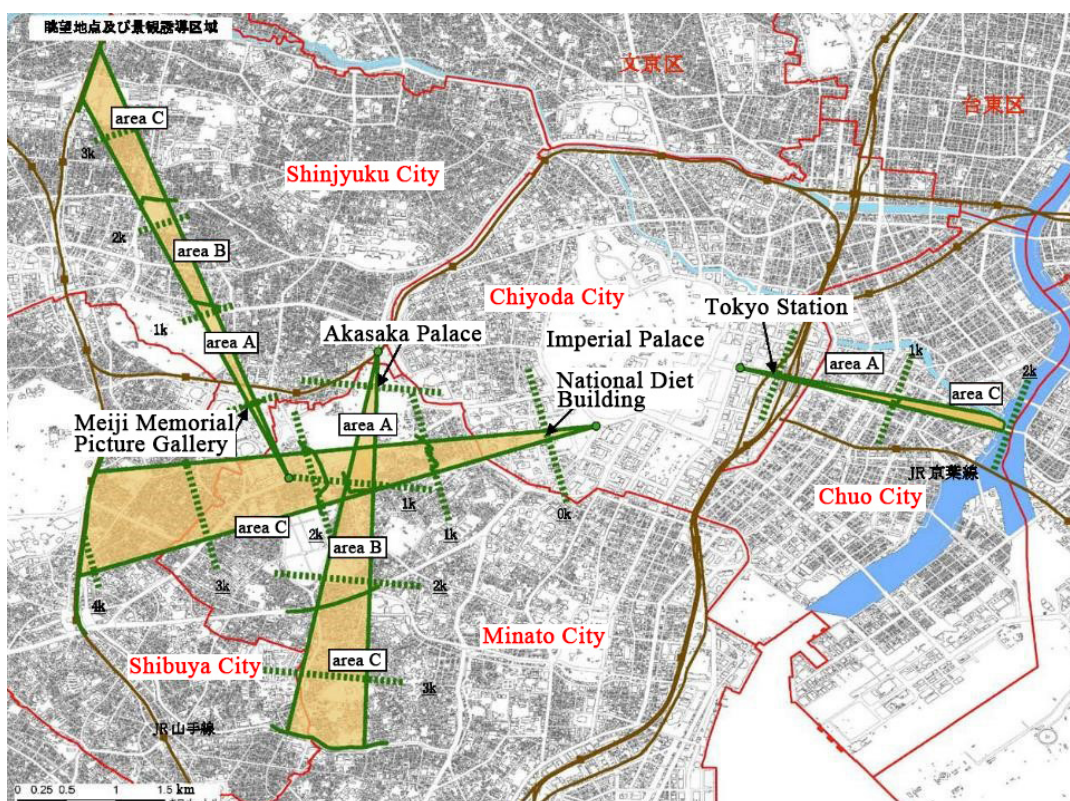 眺望地点及び景観誘導区域
文京区
台東区
area C
3k
Shinjyuku City
2k
area B
Chiyoda City
Tokyo Station
1k
area A
Akasaka Palace
Imperial Palace
area A
1k
2k
National Diet
Building
Meiji Memorial
Picture Gallery
area A
area C
JR 京葉線
Chuo City
1k
0k
area C
2k
1k
area B
3k
2k
4k
Minato City
Shibuya City
area C
3k
JR 山手線
0 0.25 0.5 1 1.5 km